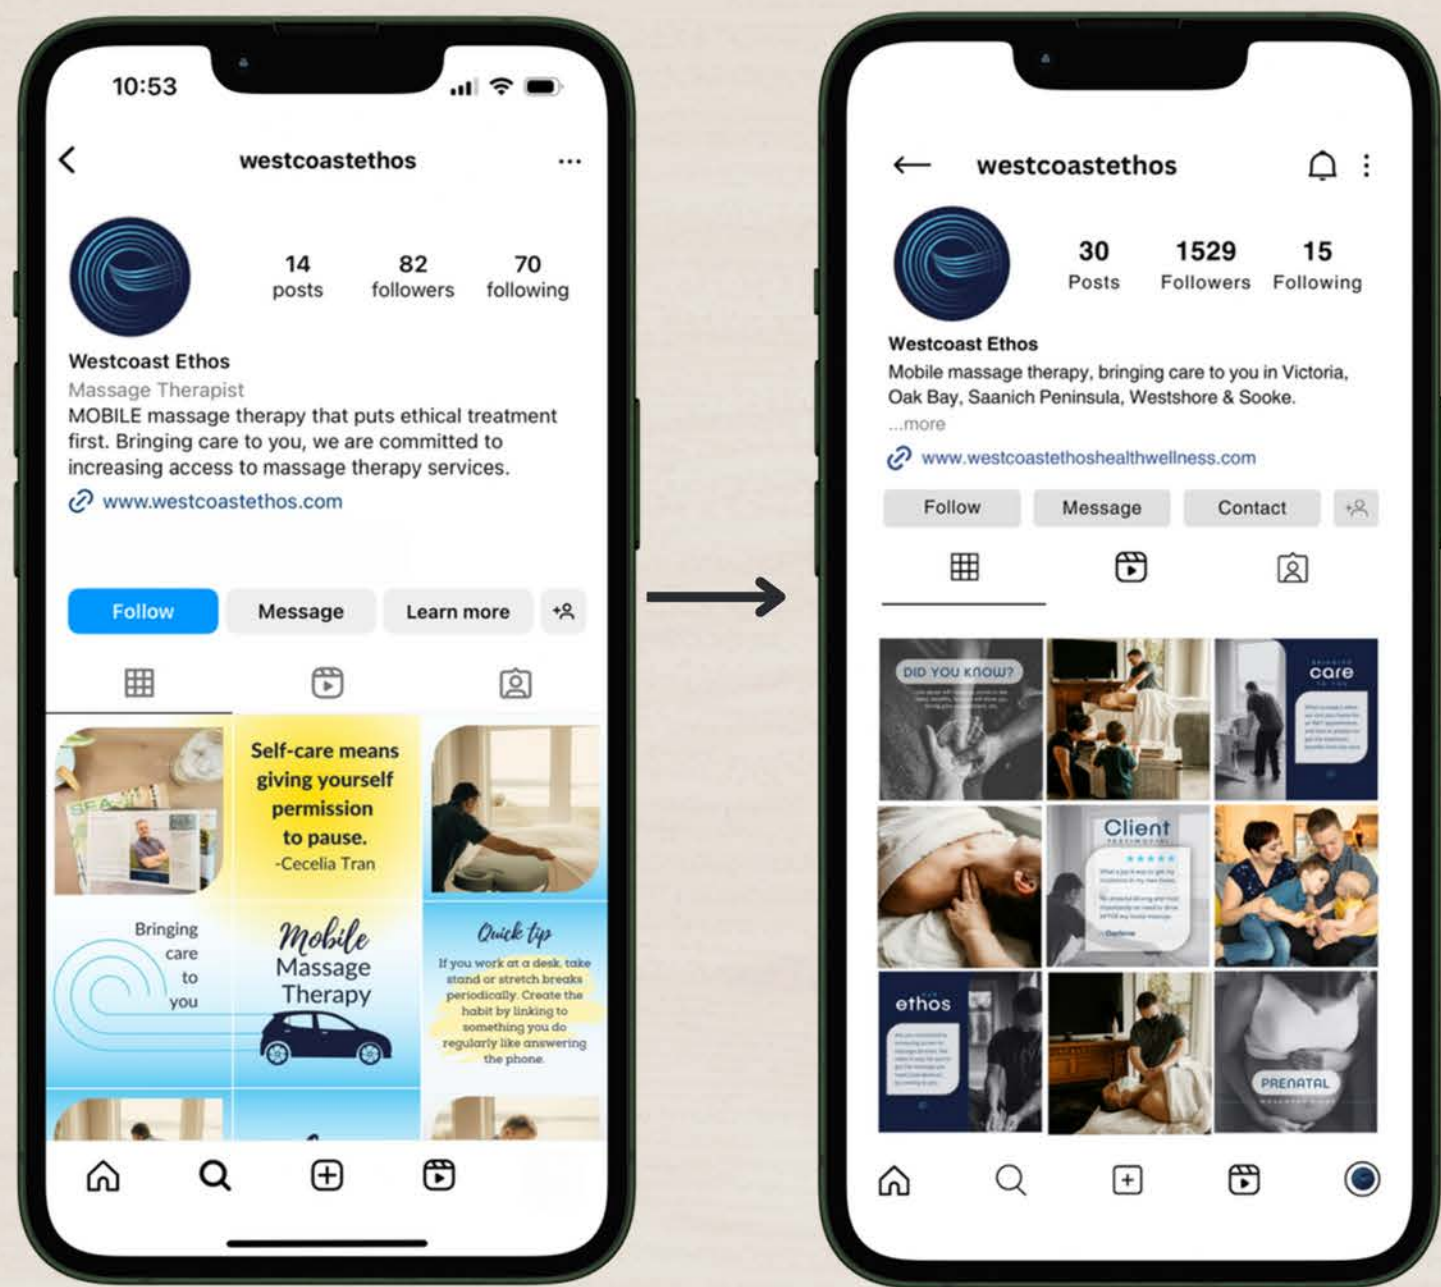 10:53
westcoastethos
14 82 70
posts followers following
Westcoast Ethos
Massage Therapist
MOBILE massage therapy that puts ethical treatment
first. Bringing care to you, we are committed to
increasing access to massage therapy services.
www.westcoastethos.com
Follow Message Learn more
SEA
Self-care means
giving yourself
permission
to pause.
-Cecelia Tran
Bringing
care
to
you
Mobile
Massage
Therapy
Quick tip
If you work at a desk, take
stand or stretch breaks
periodically. Create the
habit by linking to
something you do
regularly like answering
the phone.
westcoastethos
30 1529 15
Posts Followers Following
Westcoast Ethos
Mobile massage therapy, bringing care to you in Victoria,
Oak Bay, Saanich Peninsula, Westshore & Sooke.
...more
www.westcoastethoshealthwellness.com
Follow Message Contact
DID YOU KNOW?
BRINGING
care
TO YOU
Client
TESTIMONIAL
OUR
ethos
PRENATAL